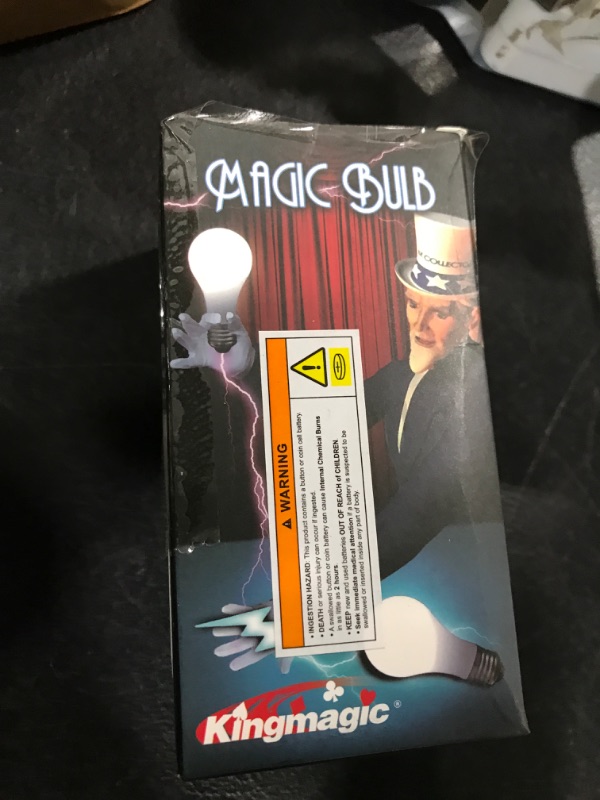 MAGIC BULB
COLLECTO
WARNING
• INGESTION HAZARD: This product contains a button or coin cell battery.
• DEATH or serious injury can occur if ingested.
• A swallowed button or coin battery can cause Internal Chemical Burns
in as little as 2 hours.
• KEEP new and used batteries OUT OF REACH of CHILDREN
• Seek immediate medical attention if a battery is suspected to be
swallowed or inserted inside any part of body.
Kingmagic®